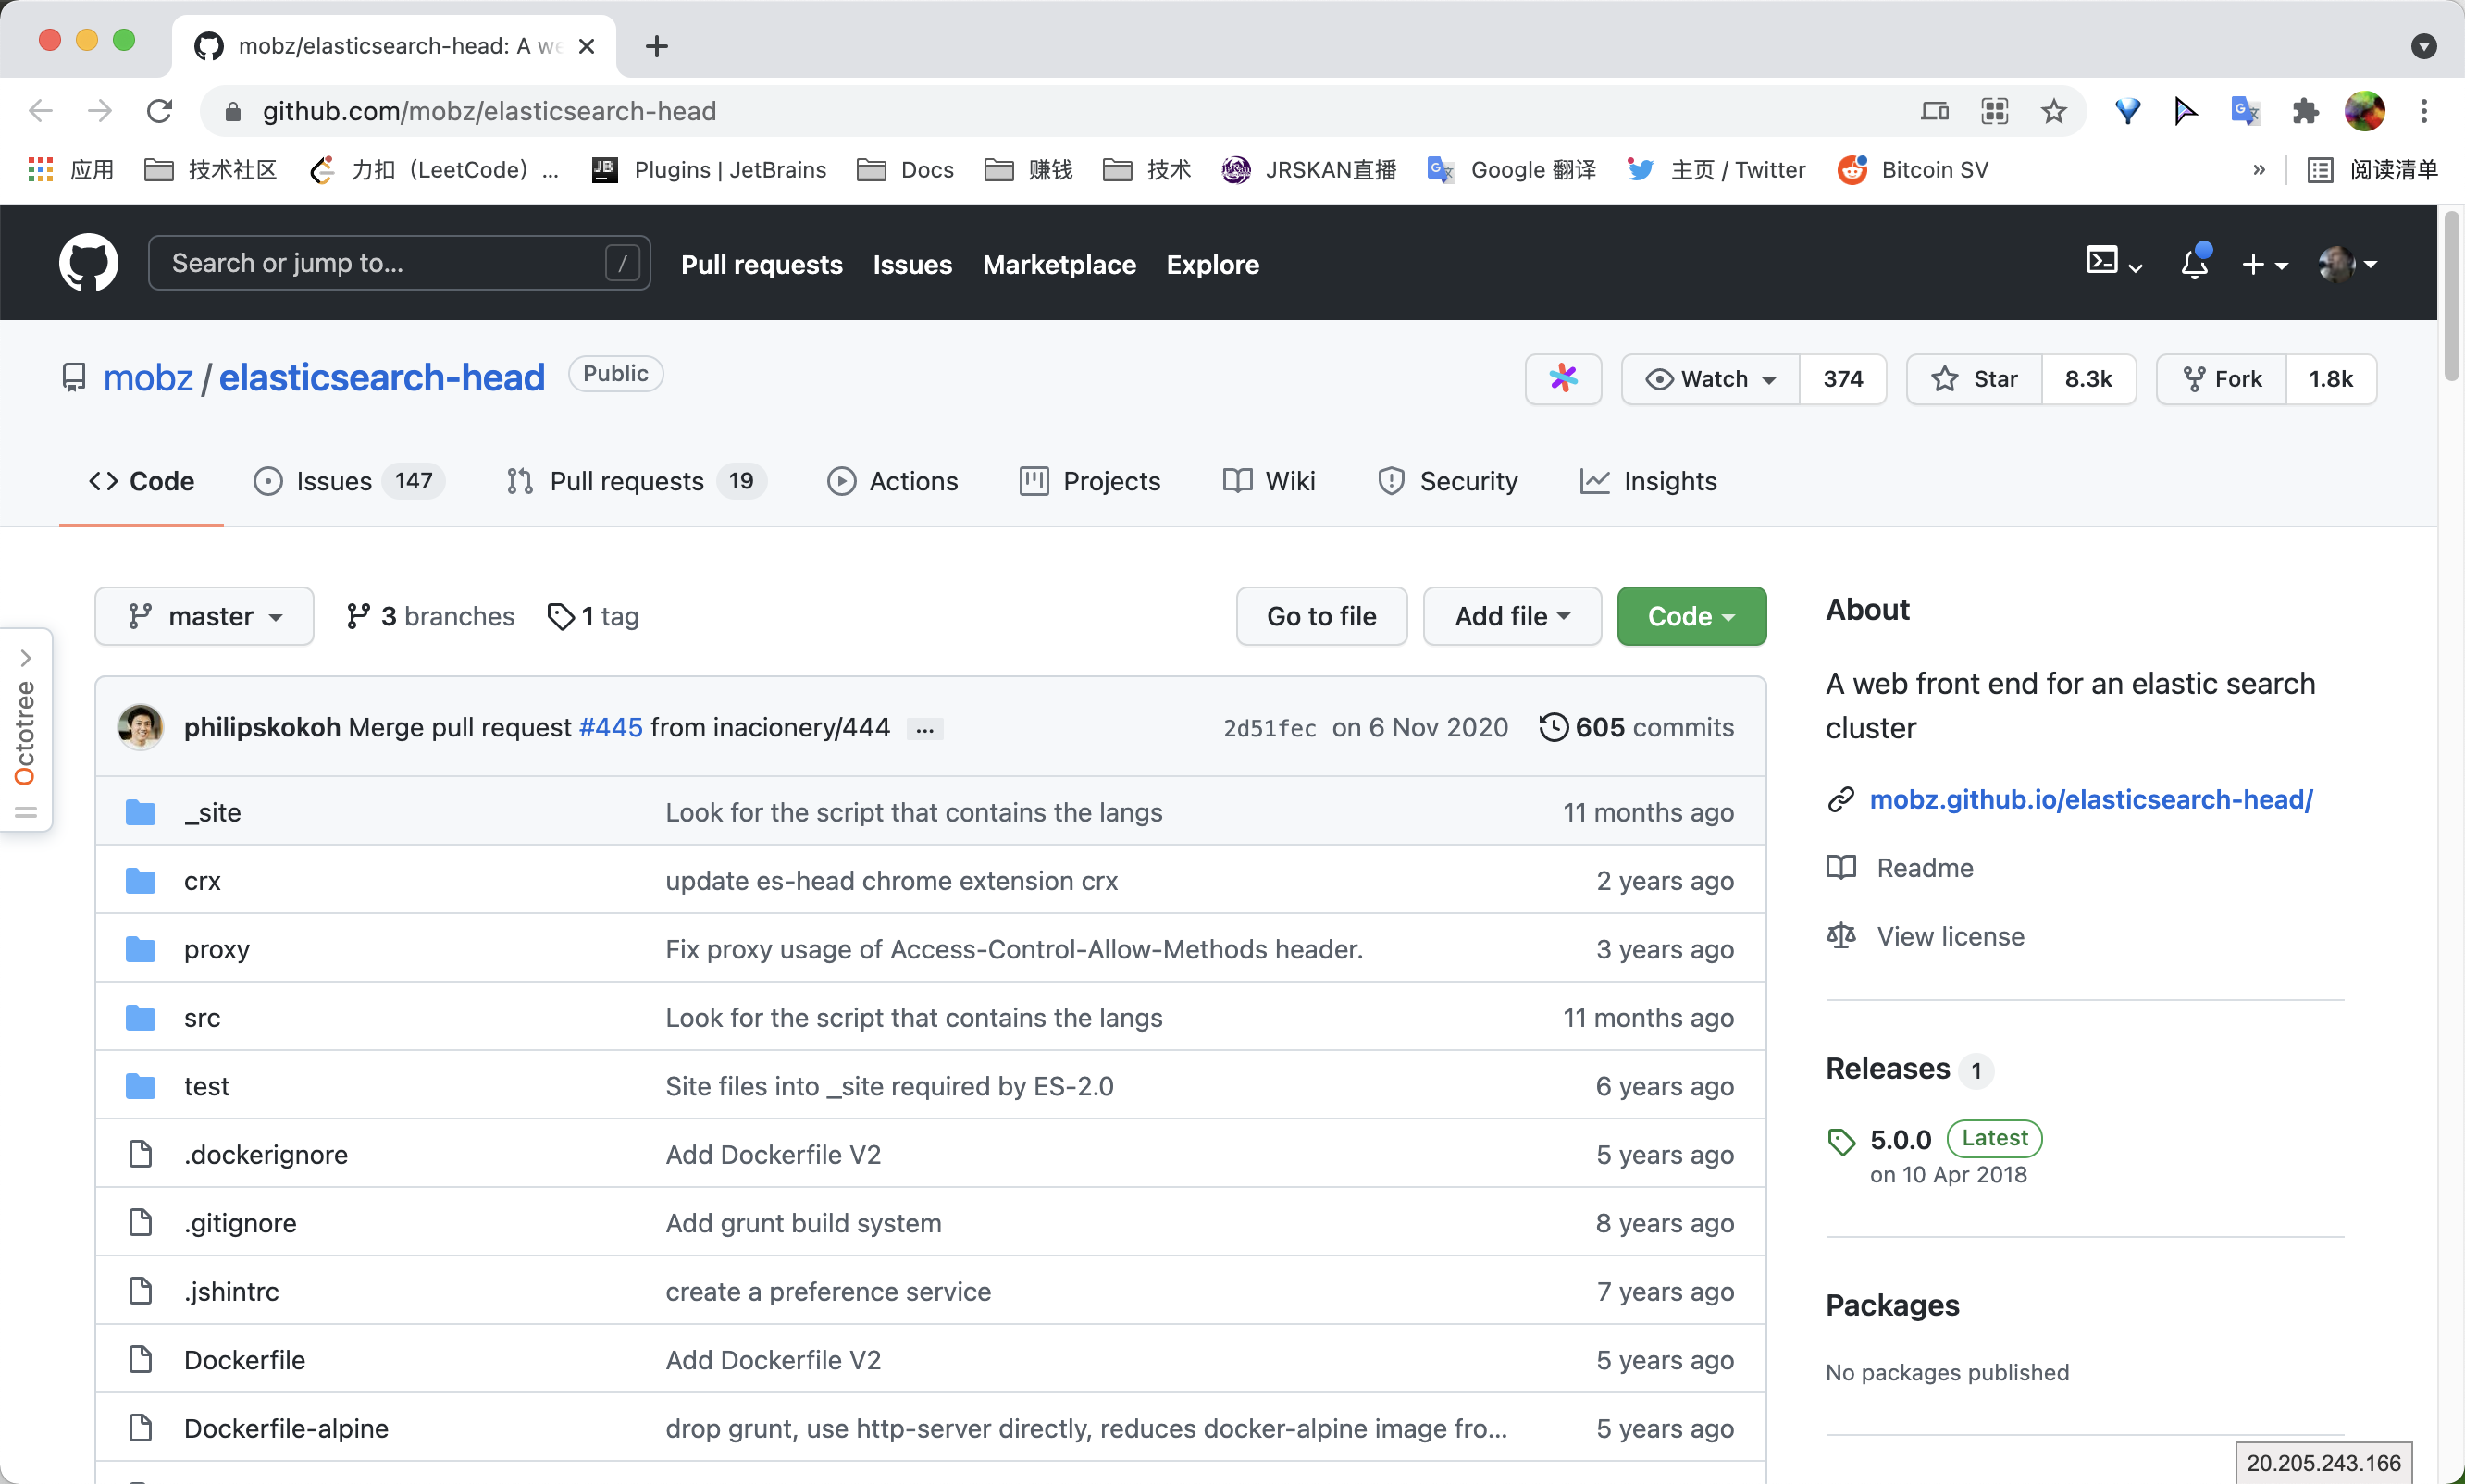 mobz/elasticsearch-head: A we
github.com/mobz/elasticsearch-head
应用 技术社区 力扣（LeetCode） ... Plugins | JetBrains Docs 赚钱 技术 JRSKAN直播 Google 翻译 主页 / Twitter Bitcoin SV » 阅读清单
Search or jump to... / Pull requests Issues Marketplace Explore
mobz / elasticsearch-head Public Watch 374 Star 8.3k Fork 1.8k
Code Issues 147 Pull requests 19 Actions Projects Wiki Security Insights
master 3 branches 1 tag Go to file Add file Code
philipskokoh Merge pull request #445 from inacionery/444 ... 2d51fec on 6 Nov 2020 605 commits
_site Look for the script that contains the langs 11 months ago
crx update es-head chrome extension crx 2 years ago
proxy Fix proxy usage of Access-Control-Allow-Methods header. 3 years ago
src Look for the script that contains the langs 11 months ago
test Site files into _site required by ES-2.0 6 years ago
.dockerignore Add Dockerfile V2 5 years ago
.gitignore Add grunt build system 8 years ago
.jshintrc create a preference service 7 years ago
Dockerfile Add Dockerfile V2 5 years ago
Dockerfile-alpine drop grunt, use http-server directly, reduces docker-alpine image fro... 5 years ago
Octotree
About
A web front end for an elastic search
cluster
mobz.github.io/elasticsearch-head/
Readme
View license
Releases 1
5.0.0 Latest
on 10 Apr 2018
Packages
No packages published
20.205.243.166